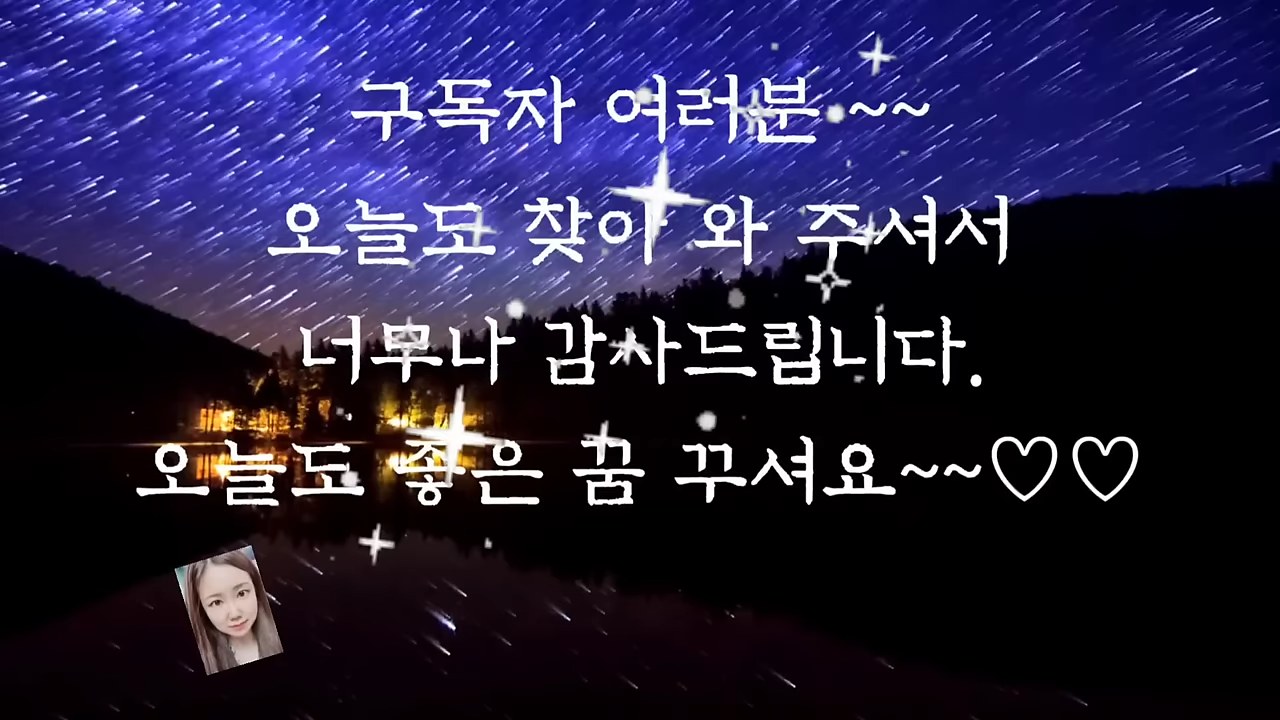 구독자 여러분 ~~
오늘도 찾아 와 주셔서
너무나 감사드립니다.
오늘도 좋은 꿈 꾸셔요~~♡♡